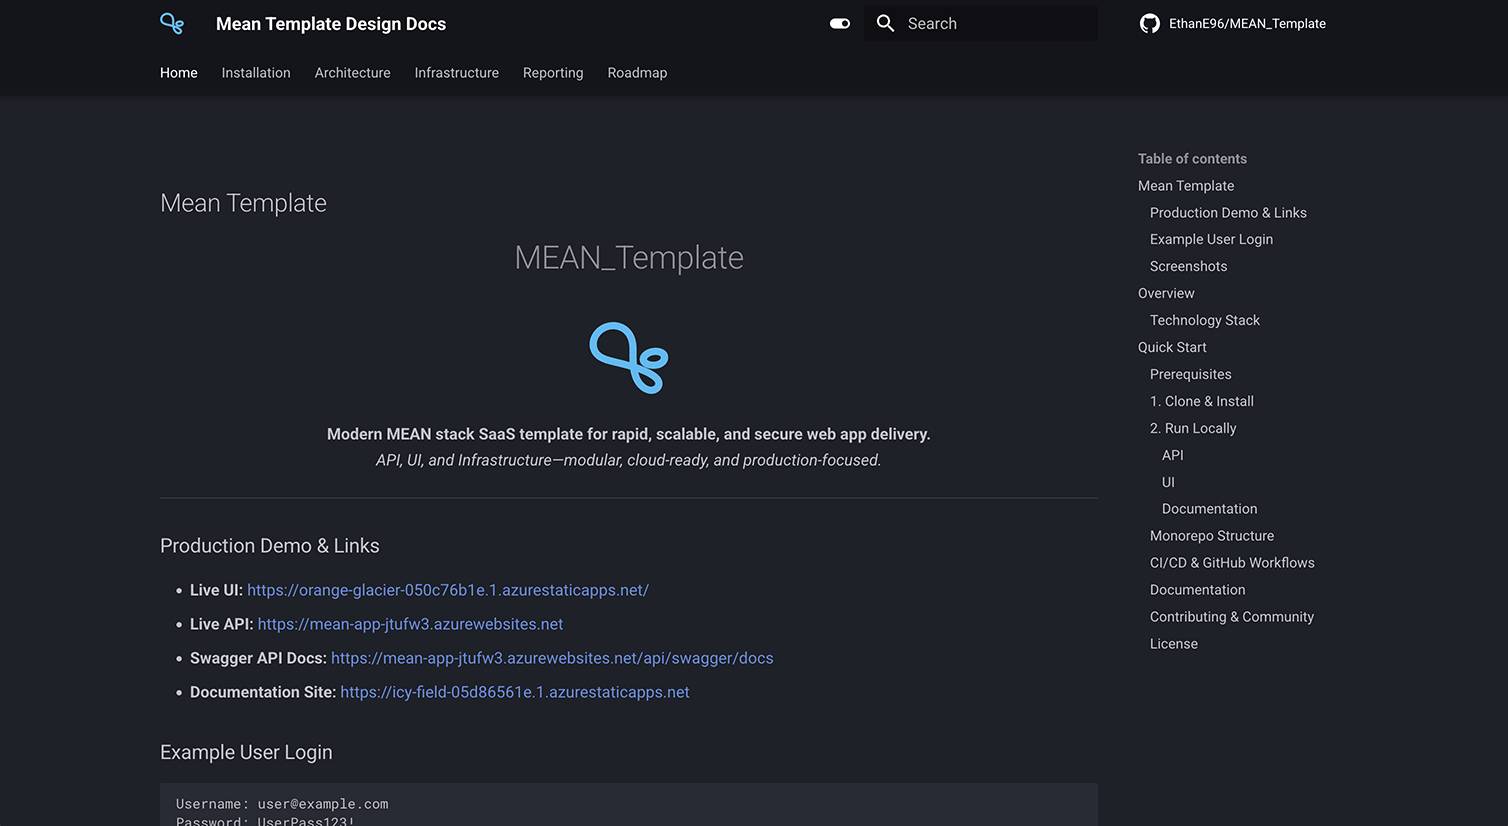 Mean Template Design Docs
Search
EthanE96/MEAN_Template
Home Installation Architecture Infrastructure Reporting Roadmap
Mean Template
MEAN_Template
Modern MEAN stack SaaS template for rapid, scalable, and secure web app delivery.
API, UI, and Infrastructure—modular, cloud-ready, and production-focused.
Production Demo & Links
Live UI: https://orange-glacier-050c76b1e.1.azurestaticapps.net/
Live API: https://mean-app-jtufw3.azurewebsites.net
Swagger API Docs: https://mean-app-jtufw3.azurewebsites.net/api/swagger/docs
Documentation Site: https://icy-field-05d86561e.1.azurestaticapps.net
Example User Login
Username: user@example.com
Password: UserPass123!
Table of contents
Mean Template
Production Demo & Links
Example User Login
Screenshots
Overview
Technology Stack
Quick Start
Prerequisites
1. Clone & Install
2. Run Locally
API
UI
Documentation
Monorepo Structure
CI/CD & GitHub Workflows
Documentation
Contributing & Community
License